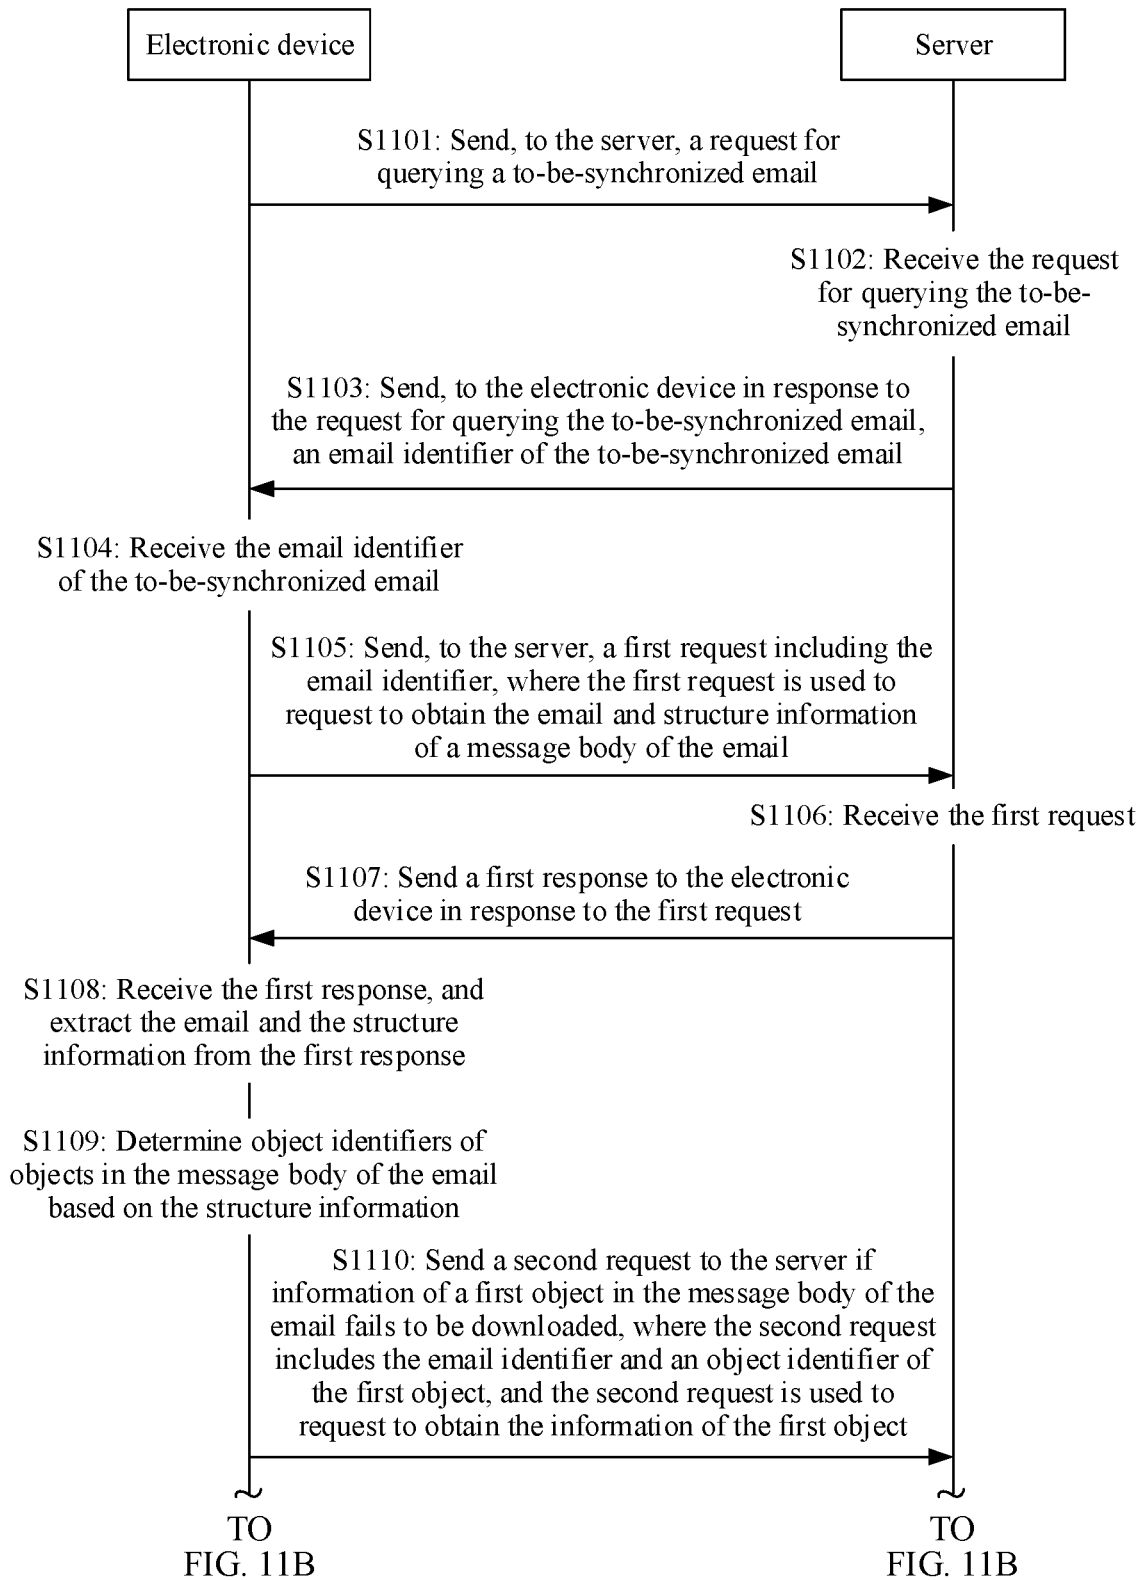 Electronic device
Server
S1101: Send, to the server, a request for
querying a to-be-synchronized email
S1102: Receive the request
for querying the to-be-
synchronized email
S1103: Send, to the electronic device in response to
the request for querying the to-be-synchronized email,
an email identifier of the to-be-synchronized email
S1104: Receive the email identifier
of the to-be-synchronized email
S1105: Send, to the server, a first request including the
email identifier, where the first request is used to
request to obtain the email and structure information
of a message body of the email
S1106: Receive the first request
S1107: Send a first response to the electronic
device in response to the first request
S1108: Receive the first response, and
extract the email and the structure
information from the first response
S1109: Determine object identifiers of
objects in the message body of the email
based on the structure information
S1110: Send a second request to the server if
information of a first object in the message body of the
email fails to be downloaded, where the second request
includes the email identifier and an object identifier of
the first object, and the second request is used to
request to obtain the information of the first object
TO
FIG. 11B
TO
FIG. 11B